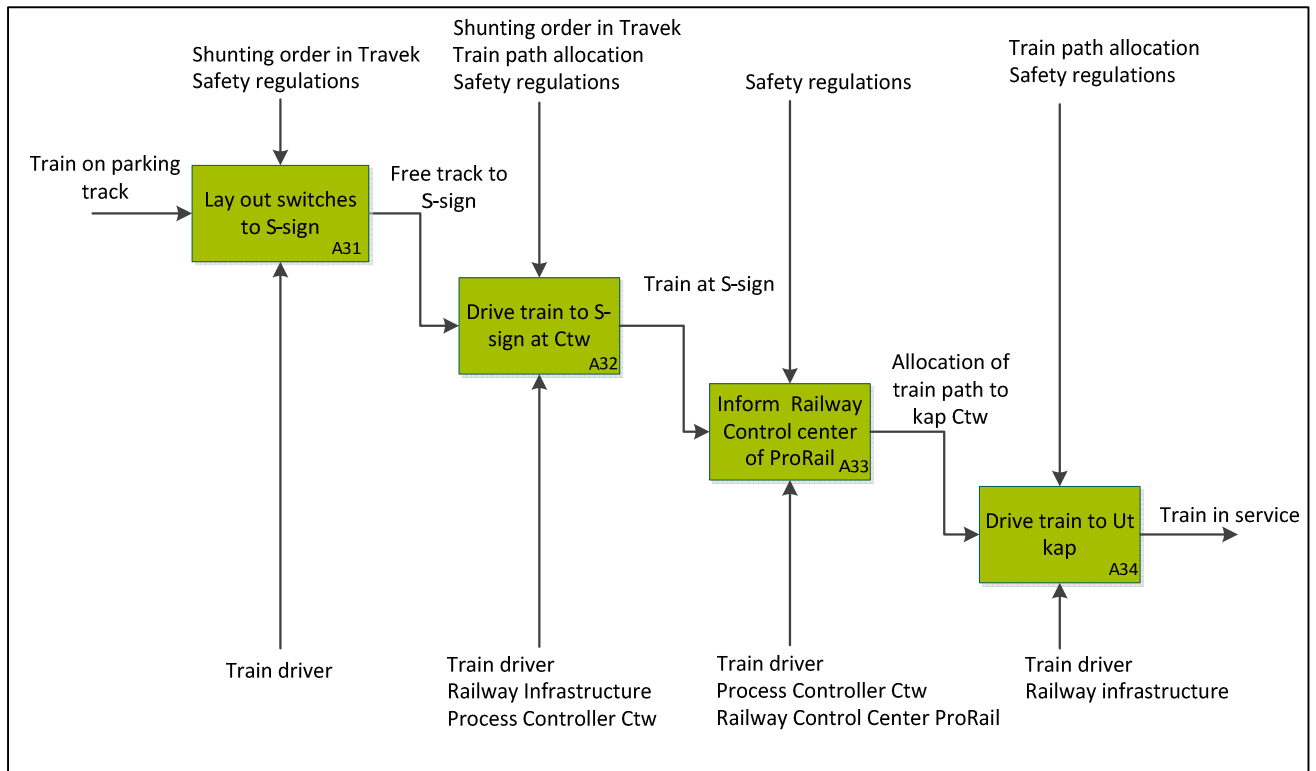 Shunting order in Travek
Safety regulations
Shunting order in Travek
Train path allocation
Safety regulations
Safety regulations
Train path allocation
Safety regulations
Train on parking
track
Lay out switches
to S-sign
A31
Free track to
S-sign
Drive train to S-
sign at Ctw
A32
Train at S-sign
Inform Railway
Control center
of ProRail
A33
Allocation of
train path to
kap Ctw
Drive train to Ut
kap
A34
Train in service
Train driver
Train driver
Railway Infrastructure
Process Controller Ctw
Train driver
Process Controller Ctw
Railway Control Center ProRail
Train driver
Railway infrastructure